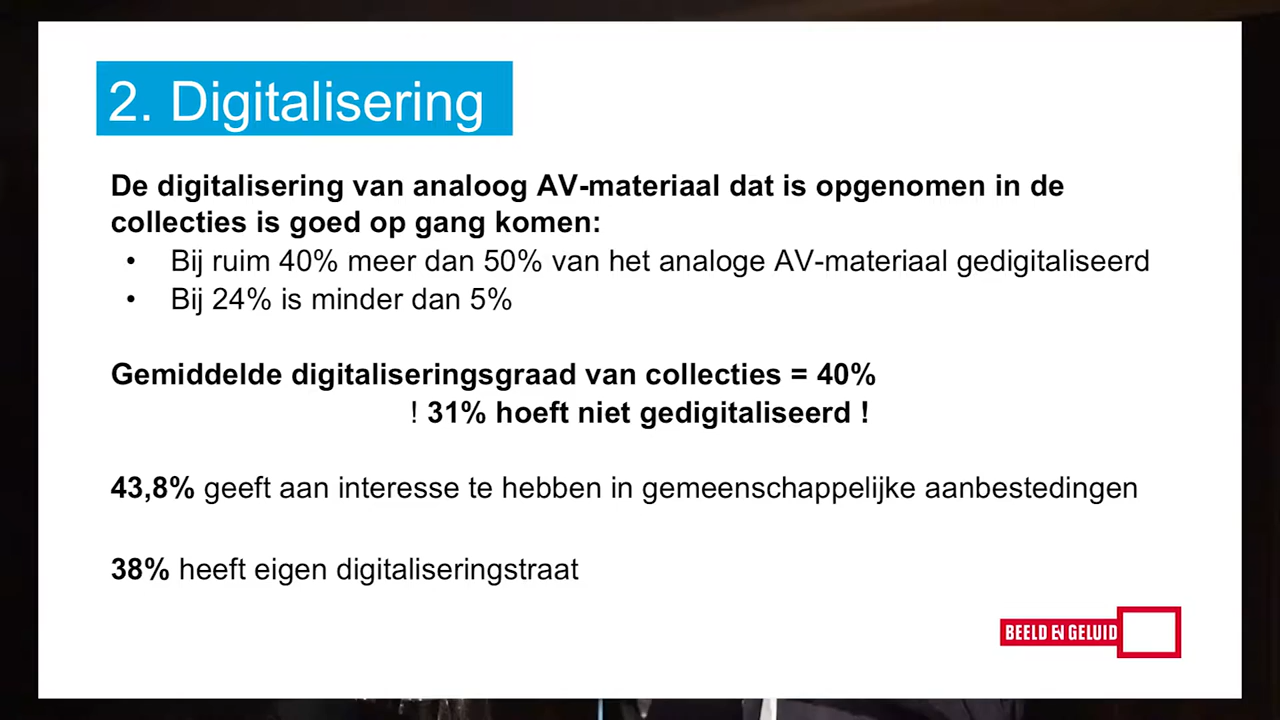 2. Digitalisering
De digitalisering van analoog AV-materiaal dat is opgenomen in de
collecties is goed op gang komen:
• Bij ruim 40% meer dan 50% van het analoge AV-materiaal gedigitaliseerd
• Bij 24% is minder dan 5%
Gemiddelde digitaliseringsgraad van collecties = 40%
! 31% hoeft niet gedigitaliseerd !
43,8% geeft aan interesse te hebben in gemeenschappelijke aanbestedingen
38% heeft eigen digitaliseringstraat
BEELD EN GELUID